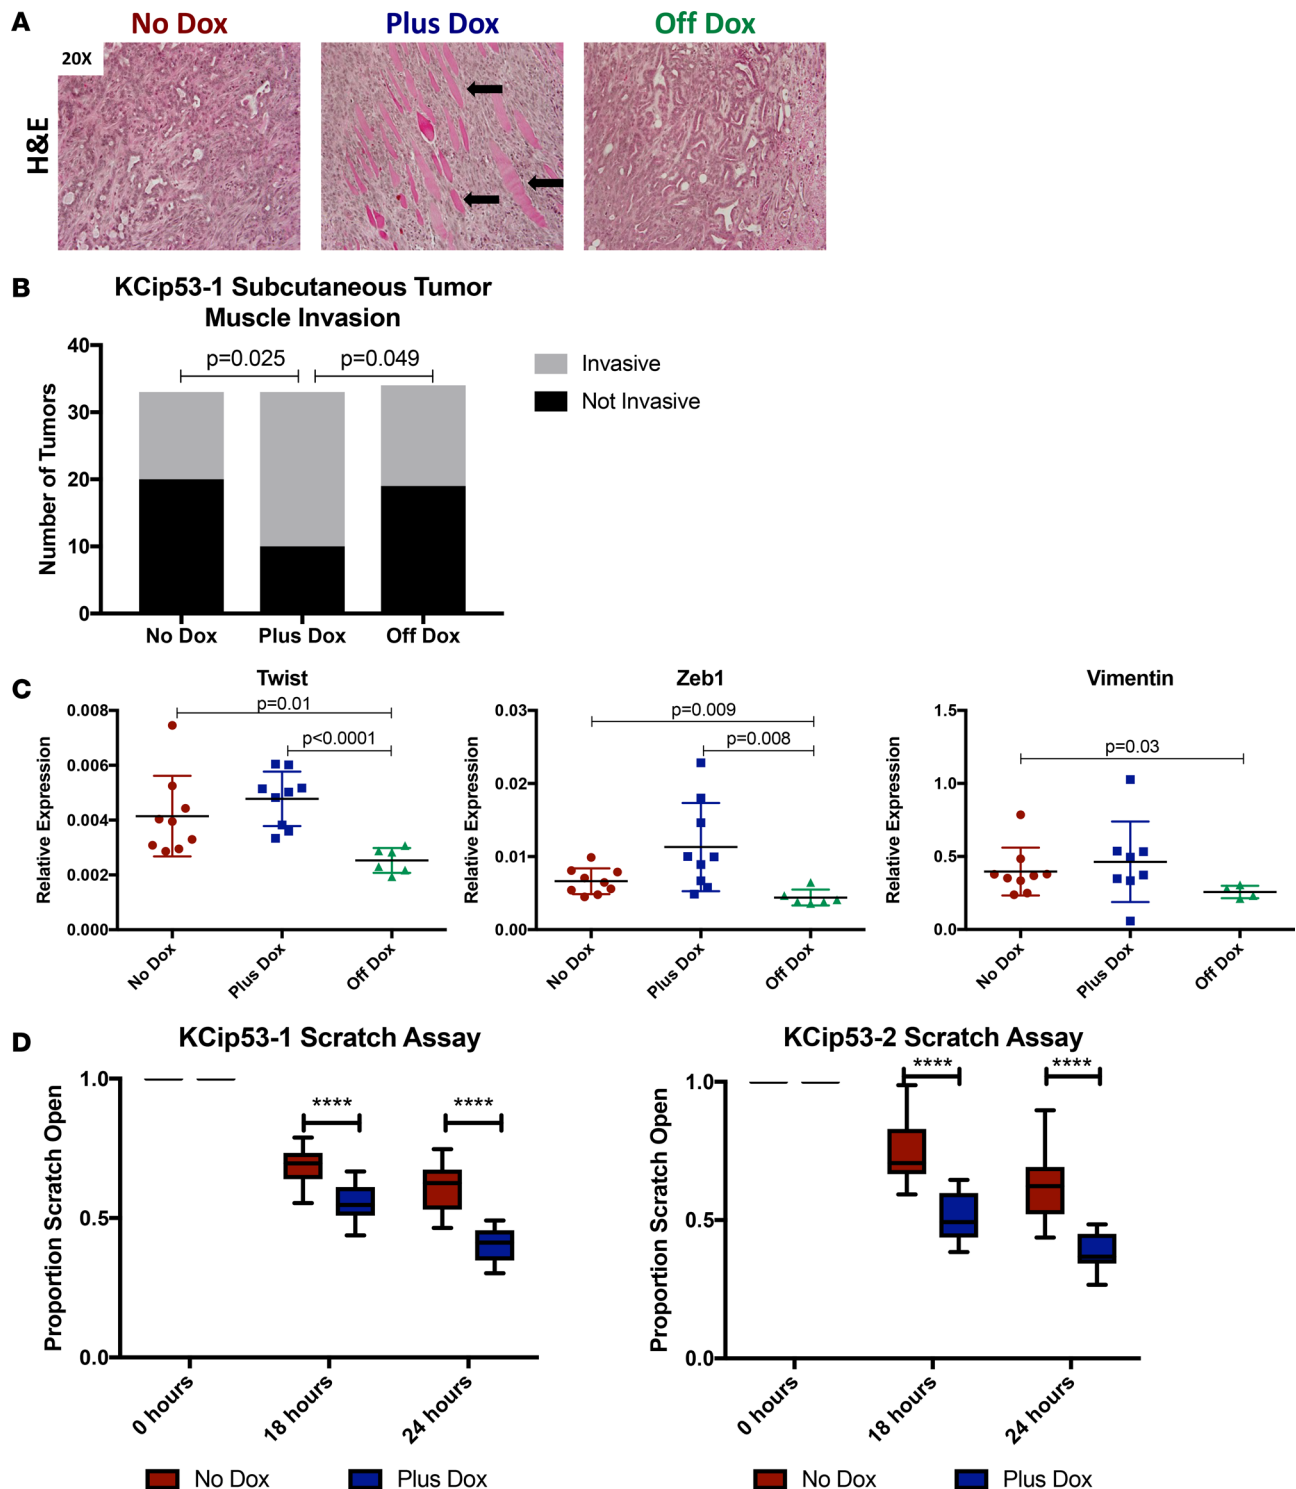 A
No Dox
Plus Dox
Off Dox
20X
H&E
B
KCip53-1 Subcutaneous Tumor
Muscle Invasion
Number of Tumors
40
30
20
10
0
p=0.025
p=0.049
Invasive
Not Invasive
No Dox
Plus Dox
Off Dox
C
Twist
Relative Expression
0.008
0.006
0.004
0.002
0.000
p=0.01
p<0.0001
No Dox
Plus Dox
Off Dox
Zeb1
Relative Expression
0.03
0.02
0.01
0.00
p=0.009
p=0.008
No Dox
Plus Dox
Off Dox
Vimentin
Relative Expression
1.5
1.0
0.5
0.0
p=0.03
No Dox
Plus Dox
Off Dox
D
KCip53-1 Scratch Assay
Proportion Scratch Open
1.0
0.5
0.0
****
****
0 hours
18 hours
24 hours
No Dox
Plus Dox
KCip53-2 Scratch Assay
Proportion Scratch Open
1.0
0.5
0.0
****
****
0 hours
18 hours
24 hours
No Dox
Plus Dox